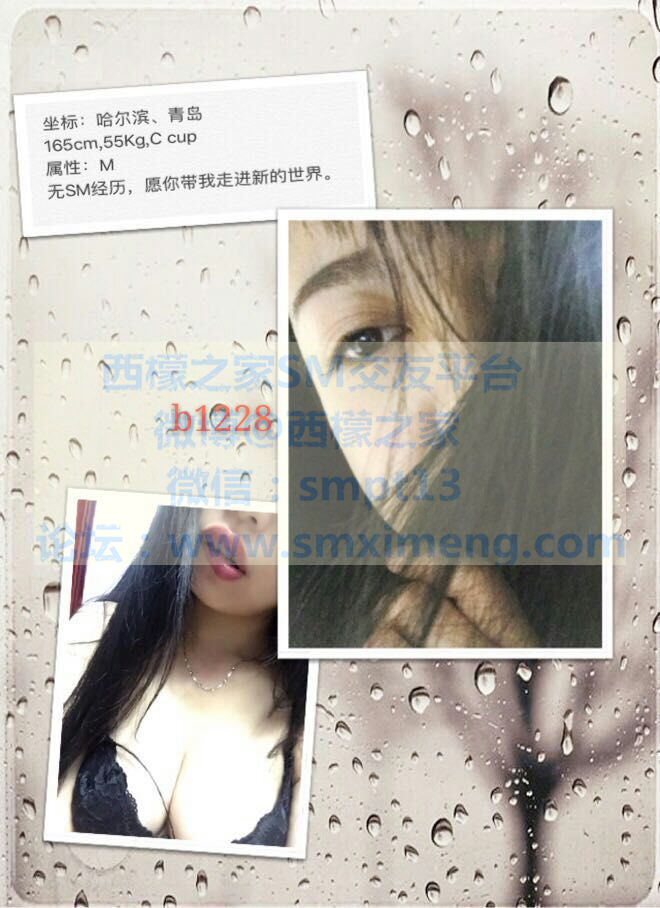 坐标：哈尔滨、青岛
165cm,55Kg,C cup
属性：M
无SM经历，愿你带我走进新的世界。
西檬之家SM交友平台
b1228
微博@西檬之家
微信：smpt13
论坛：www.smximeng.com